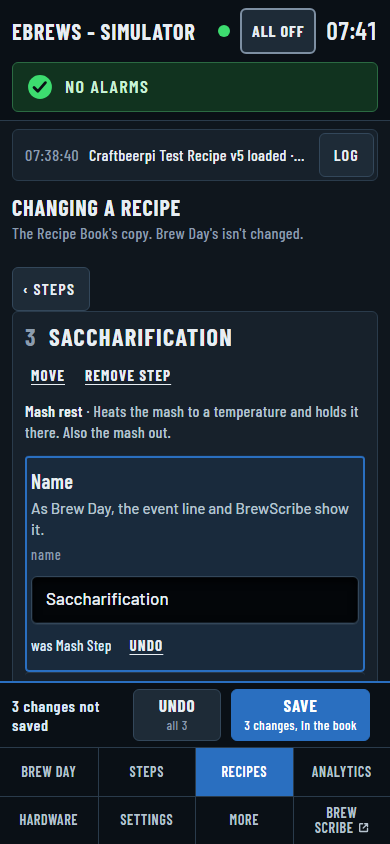 EBREWS - SIMULATOR
ALL OFF
07:41
NO ALARMS
07:38:40 Craftbeerpi Test Recipe v5 loaded ·...
LOG
CHANGING A RECIPE
The Recipe Book's copy. Brew Day's isn't changed.
‹ STEPS
3 SACCHARIFICATION
MOVE REMOVE STEP
Mash rest · Heats the mash to a temperature and holds it
there. Also the mash out.
Name
As Brew Day, the event line and BrewScribe show
it.
name
Saccharification
was Mash Step UNDO
3 changes not
saved
UNDO
all 3
SAVE
3 changes, In the book
BREW DAY
STEPS
RECIPES
ANALYTICS
HARDWARE
SETTINGS
MORE
BREW
SCRIBE